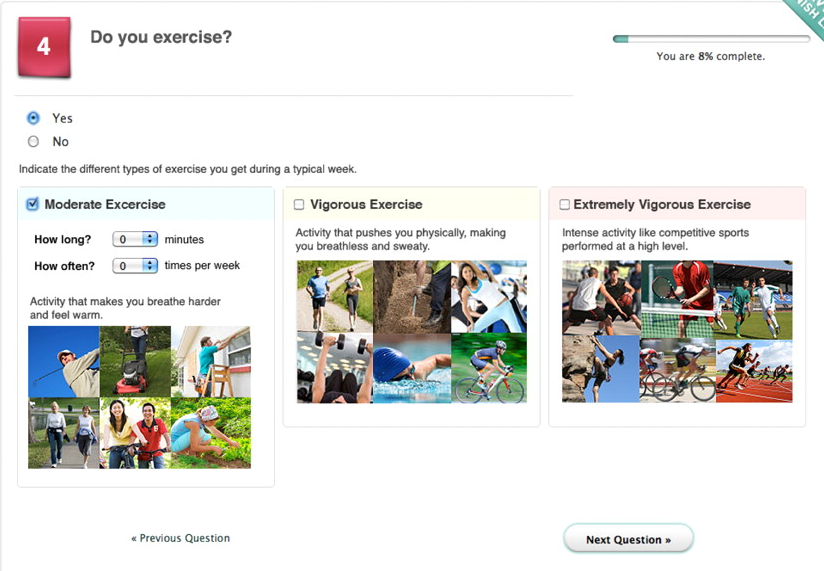 4
Do you exercise?
You are 8% complete.
Yes
No
Indicate the different types of exercise you get during a typical week.
Moderate Excercise
How long? 0 minutes
How often? 0 times per week
Activity that makes you breathe harder
and feel warm.
Vigorous Exercise
Activity that pushes you physically, making
you breathless and sweaty.
Extremely Vigorous Exercise
Intense activity like competitive sports
performed at a high level.
« Previous Question
Next Question »